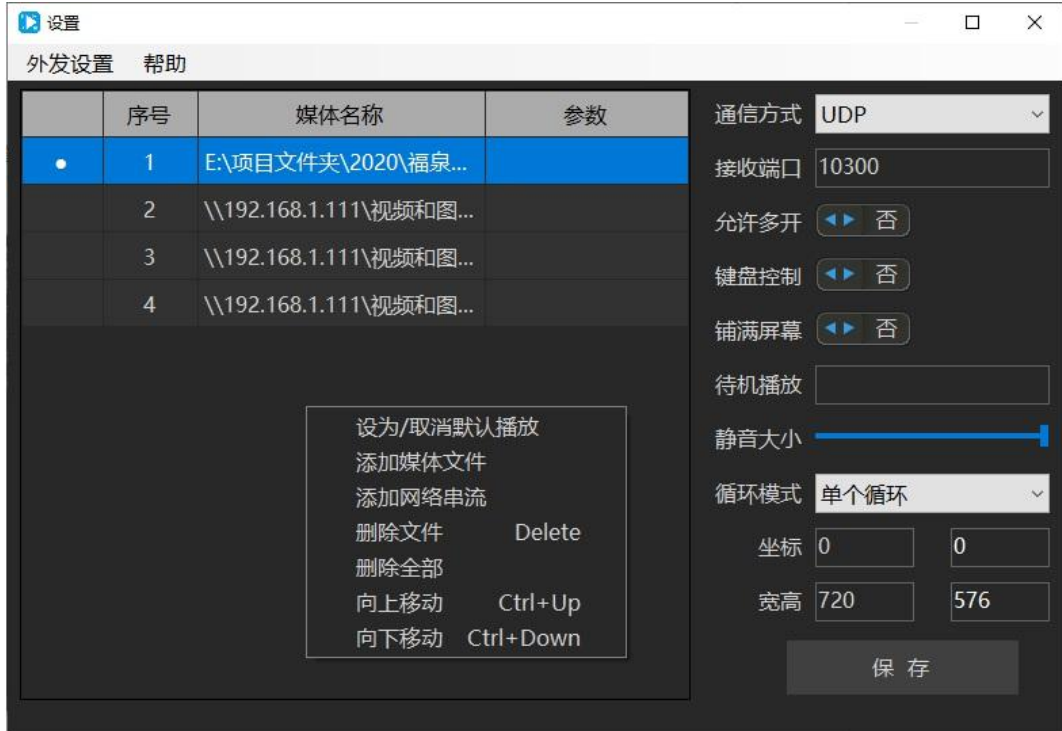 设置
外发设置 帮助
序号 媒体名称 参数
1 E:\项目文件夹\2020\福泉...
2 \\192.168.1.111\视频和图...
3 \\192.168.1.111\视频和图...
4 \\192.168.1.111\视频和图...
设为/取消默认播放
添加媒体文件
添加网络串流
删除文件 Delete
删除全部
向上移动 Ctrl+Up
向下移动 Ctrl+Down
通信方式 UDP
接收端口 10300
允许多开 否
键盘控制 否
铺满屏幕 否
待机播放
静音大小
循环模式 单个循环
坐标 0 0
宽高 720 576
保存